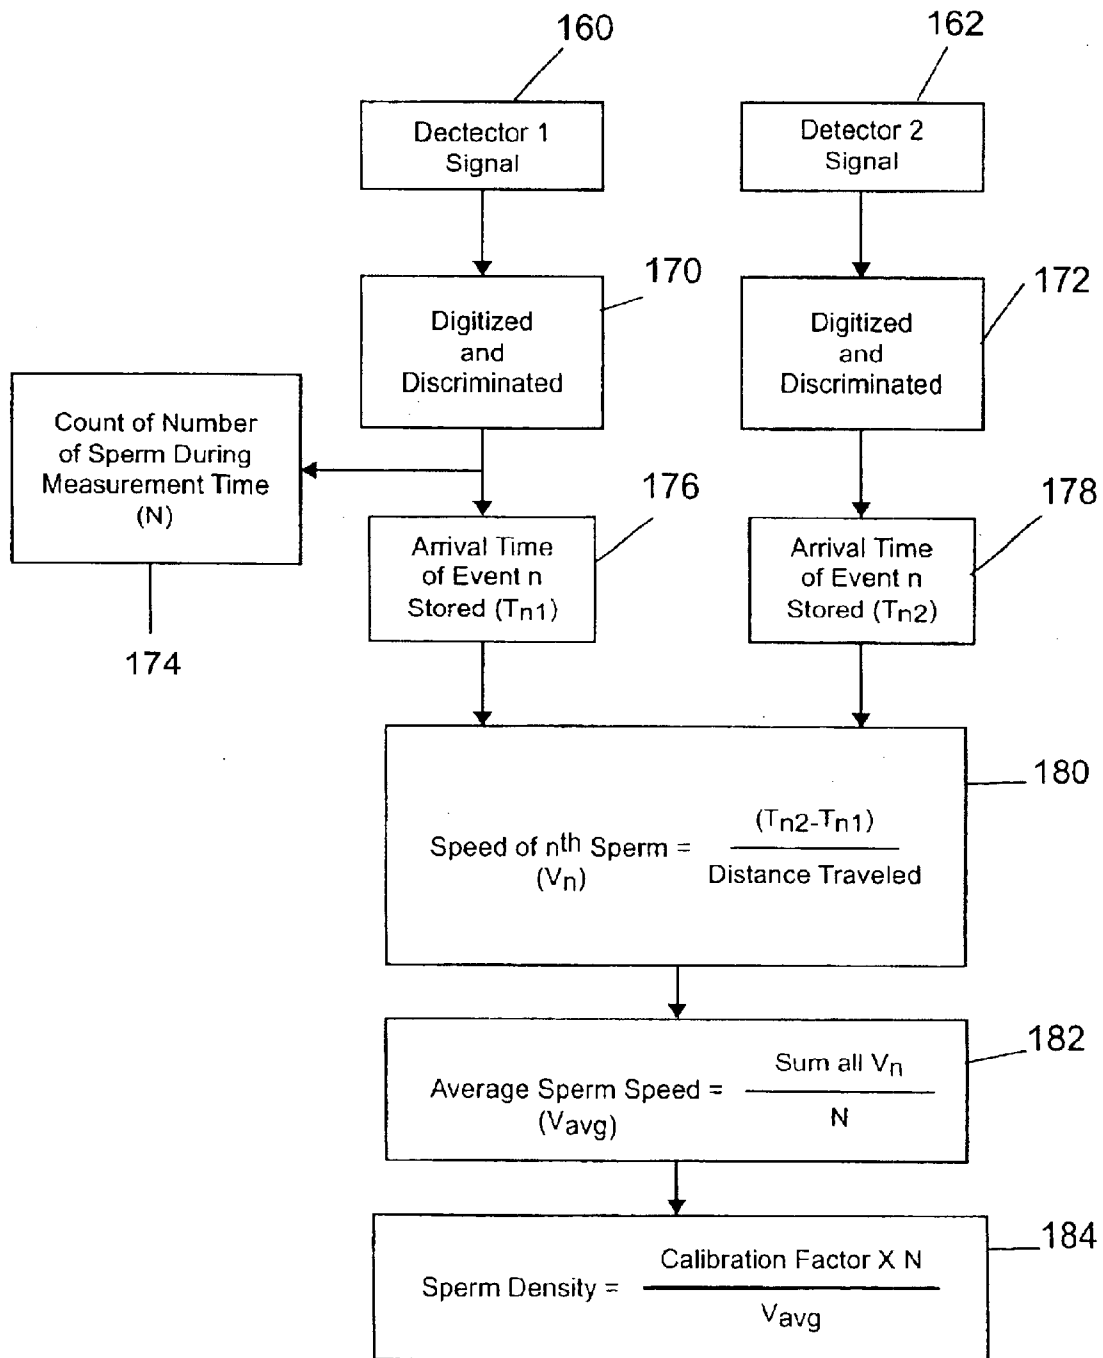 160
162
Dectector 1
Signal
Detector 2
Signal
170
172
Digitized
and
Discriminated
Digitized
and
Discriminated
Count of Number
of Sperm During
Measurement Time
(N)
174
176
178
Arrival Time
of Event n
Stored (Tn1)
Arrival Time
of Event n
Stored (Tn2)
180
Speed of nth Sperm =
(Vn)
(Tn2-Tn1)
Distance Traveled
182
Average Sperm Speed =
(Vavg)
Sum all Vn
N
184
Sperm Density =
Calibration Factor X N
Vavg